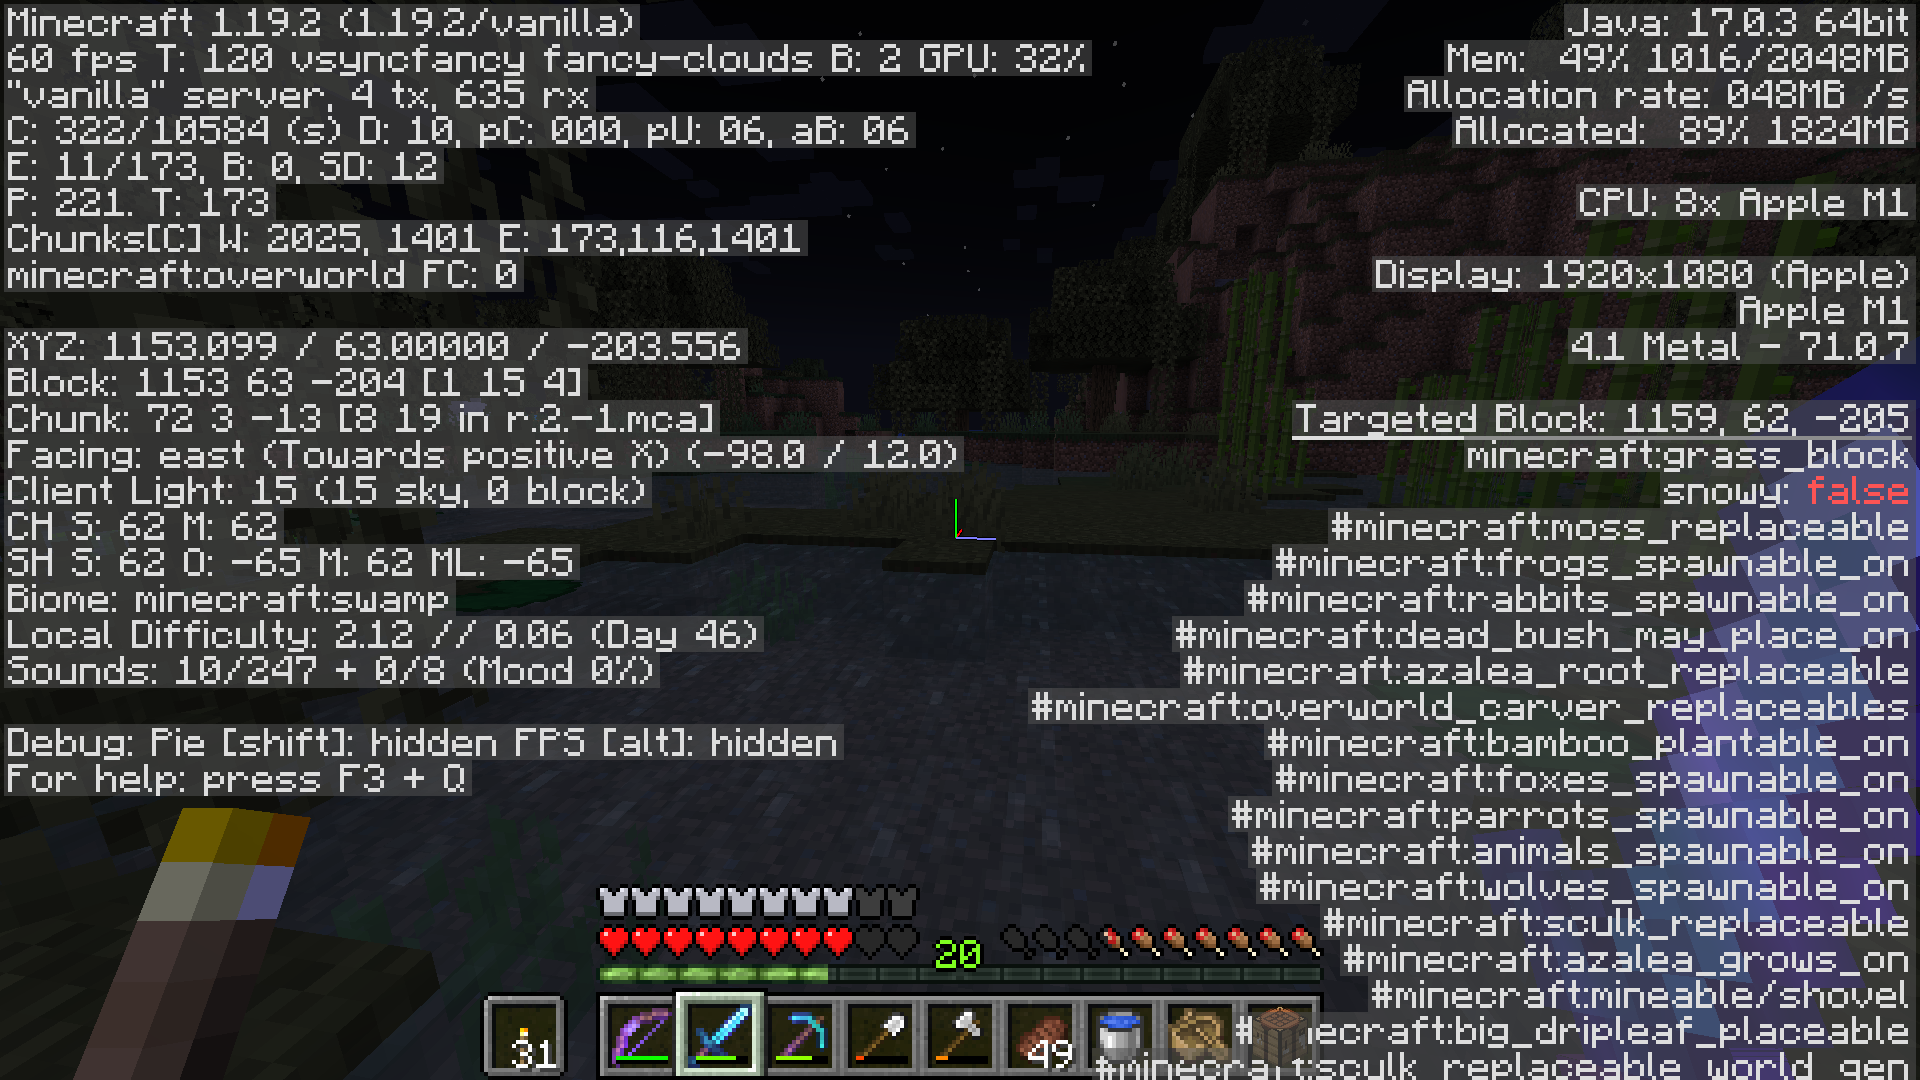 Minecraft 1.19.2 (1.19.2/vanilla)
60 fps T: 120 vsyncfancy fancy-clouds B: 2 GPU: 32%
"vanilla" server, 4 tx, 635 rx
C: 322/10584 (s) D: 10, pC: 000, pU: 06, aB: 06
E: 11/173, B: 0, SD: 12
P: 221. T: 173
Chunks[C] W: 2025, 1401 E: 173,116,1401
minecraft:overworld FC: 0
XYZ: 1153.099 / 63.00000 / -203.556
Block: 1153 63 -204 [1 15 4]
Chunk: 72 3 -13 [8 19 in r.2.-1.mca]
Facing: east (Towards positive X) (-98.0 / 12.0)
Client Light: 15 (15 sky, 0 block)
CH S: 62 M: 62
SH S: 62 O: -65 M: 62 ML: -65
Biome: minecraft:swamp
Local Difficulty: 2.12 // 0.06 (Day 46)
Sounds: 10/247 + 0/8 (Mood 0%)
Debug: Pie [shift]: hidden FPS [alt]: hidden
For help: press F3 + Q
Java: 17.0.3 64bit
Mem: 49% 1016/2048MB
Allocation rate: 048MB /s
Allocated: 89% 1824MB
CPU: 8x Apple M1
Display: 1920x1080 (Apple)
Apple M1
4.1 Metal - 71.0.7
Targeted Block: 1159, 62, -205
minecraft:grass_block
snowy: false
#minecraft:moss_replaceable
#minecraft:frogs_spawnable_on
#minecraft:rabbits_spawnable_on
#minecraft:dead_bush_may_place_on
#minecraft:azalea_root_replaceable
#minecraft:overworld_carver_replaceables
#minecraft:bamboo_plantable_on
#minecraft:foxes_spawnable_on
#minecraft:parrots_spawnable_on
#minecraft:animals_spawnable_on
#minecraft:wolves_spawnable_on
#minecraft:sculk_replaceable
#minecraft:azalea_grows_on
#minecraft:mineable/shovel
#minecraft:big_dripleaf_placeable
#minecraft:sculk_replaceable_world_gen
20
31
49